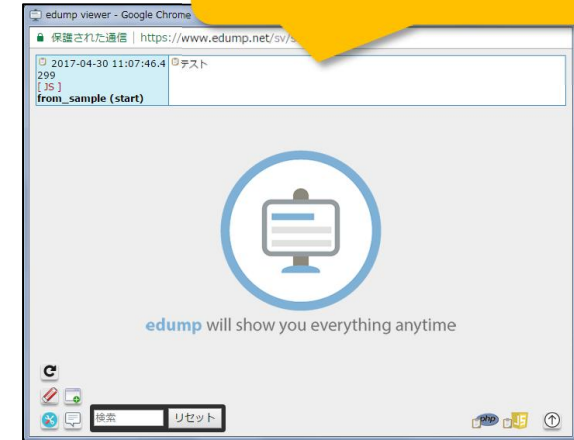 edump viewer - Google Chrome
保護された通信 | https://www.edump.net/sv/s
2017-04-30 11:07:46.4
299
[ JS ]
from_sample (start)
テスト
edump will show you everything anytime
検索
リセット
php
JS